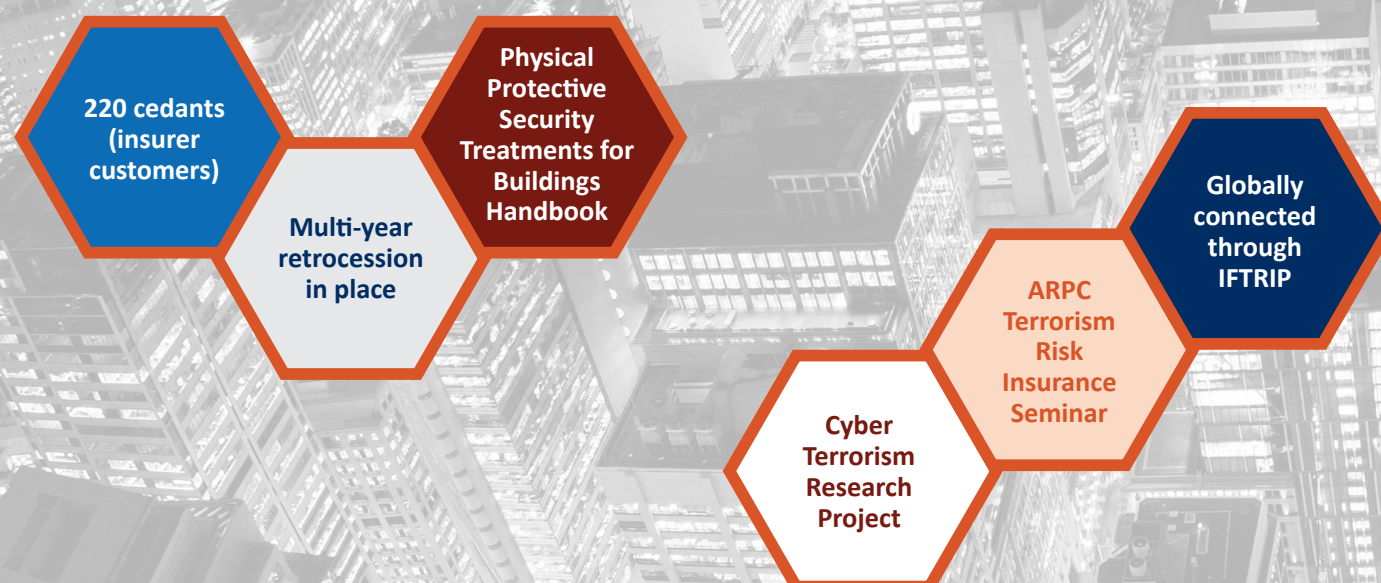 220 cedants
(insurer
customers)
Multi-year
retrocession
in place
Physical
Protective
Security
Treatments for
Buildings
Handbook
Cyber
Terrorism
Research
Project
ARPC
Terrorism
Risk
Insurance
Seminar
Globally
connected
through
IFTRIP